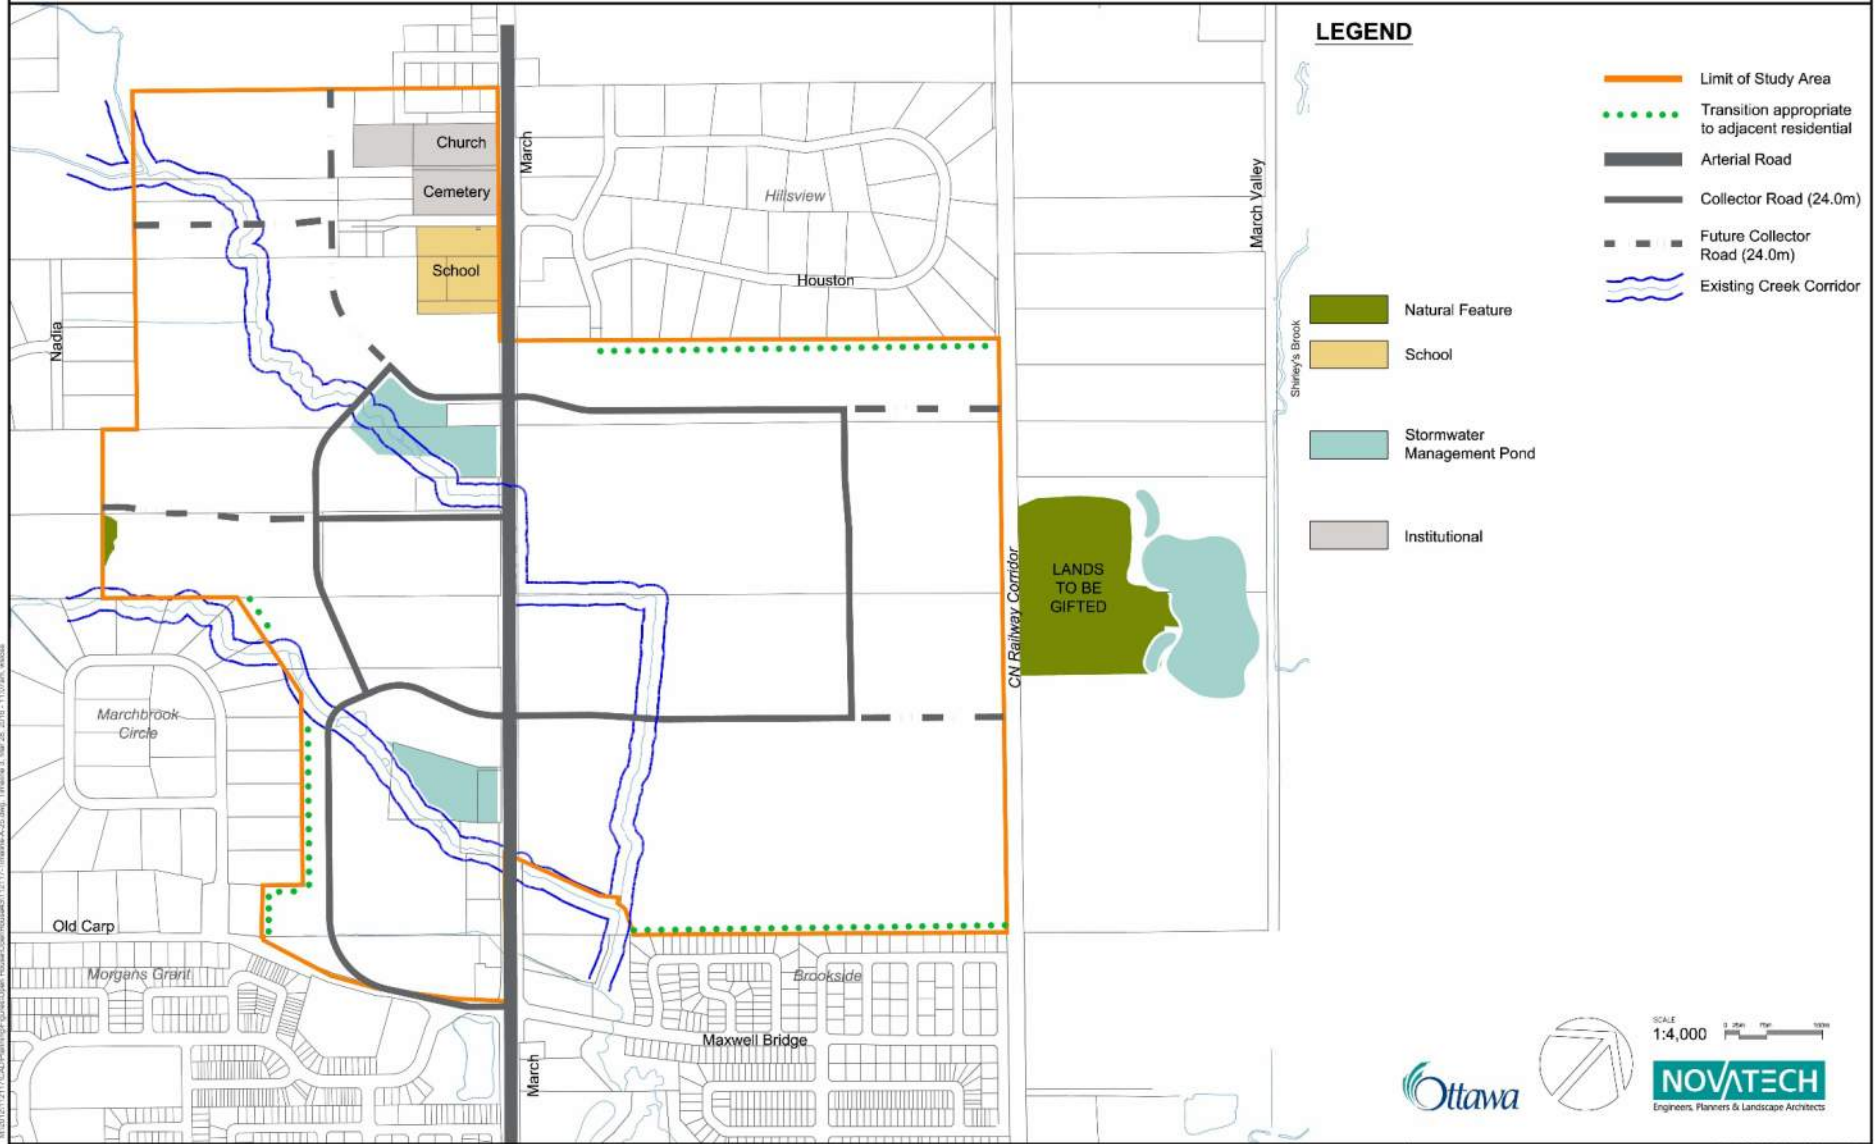 LEGEND
Limit of Study Area
Transition appropriate
to adjacent residential
Arterial Road
Collector Road (24.0m)
Future Collector
Road (24.0m)
Existing Creek Corridor
Natural Feature
School
Stormwater
Management Pond
Institutional
Church
Cemetery
School
March
Hillsview
Houston
March Valley
Shirley's Brook
Nadia
CN Railway Corridor
LANDS
TO BE
GIFTED
Marchbrook
Circle
Old Carp
Morgans Grant
Brookside
Maxwell Bridge
March
SCALE
1:4,000
Ottawa
NOVATECH
Engineers, Planners & Landscape Architects